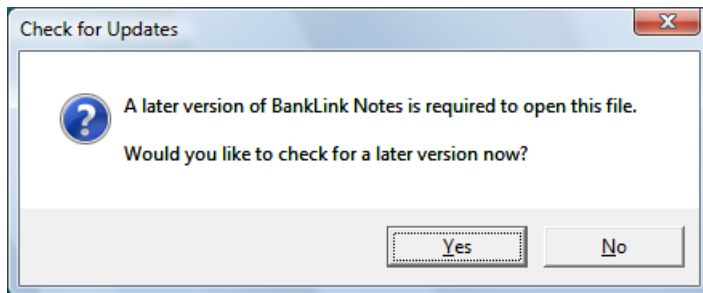 Check for Updates
A later version of BankLink Notes is required to open this file.
Would you like to check for a later version now?
Yes
No